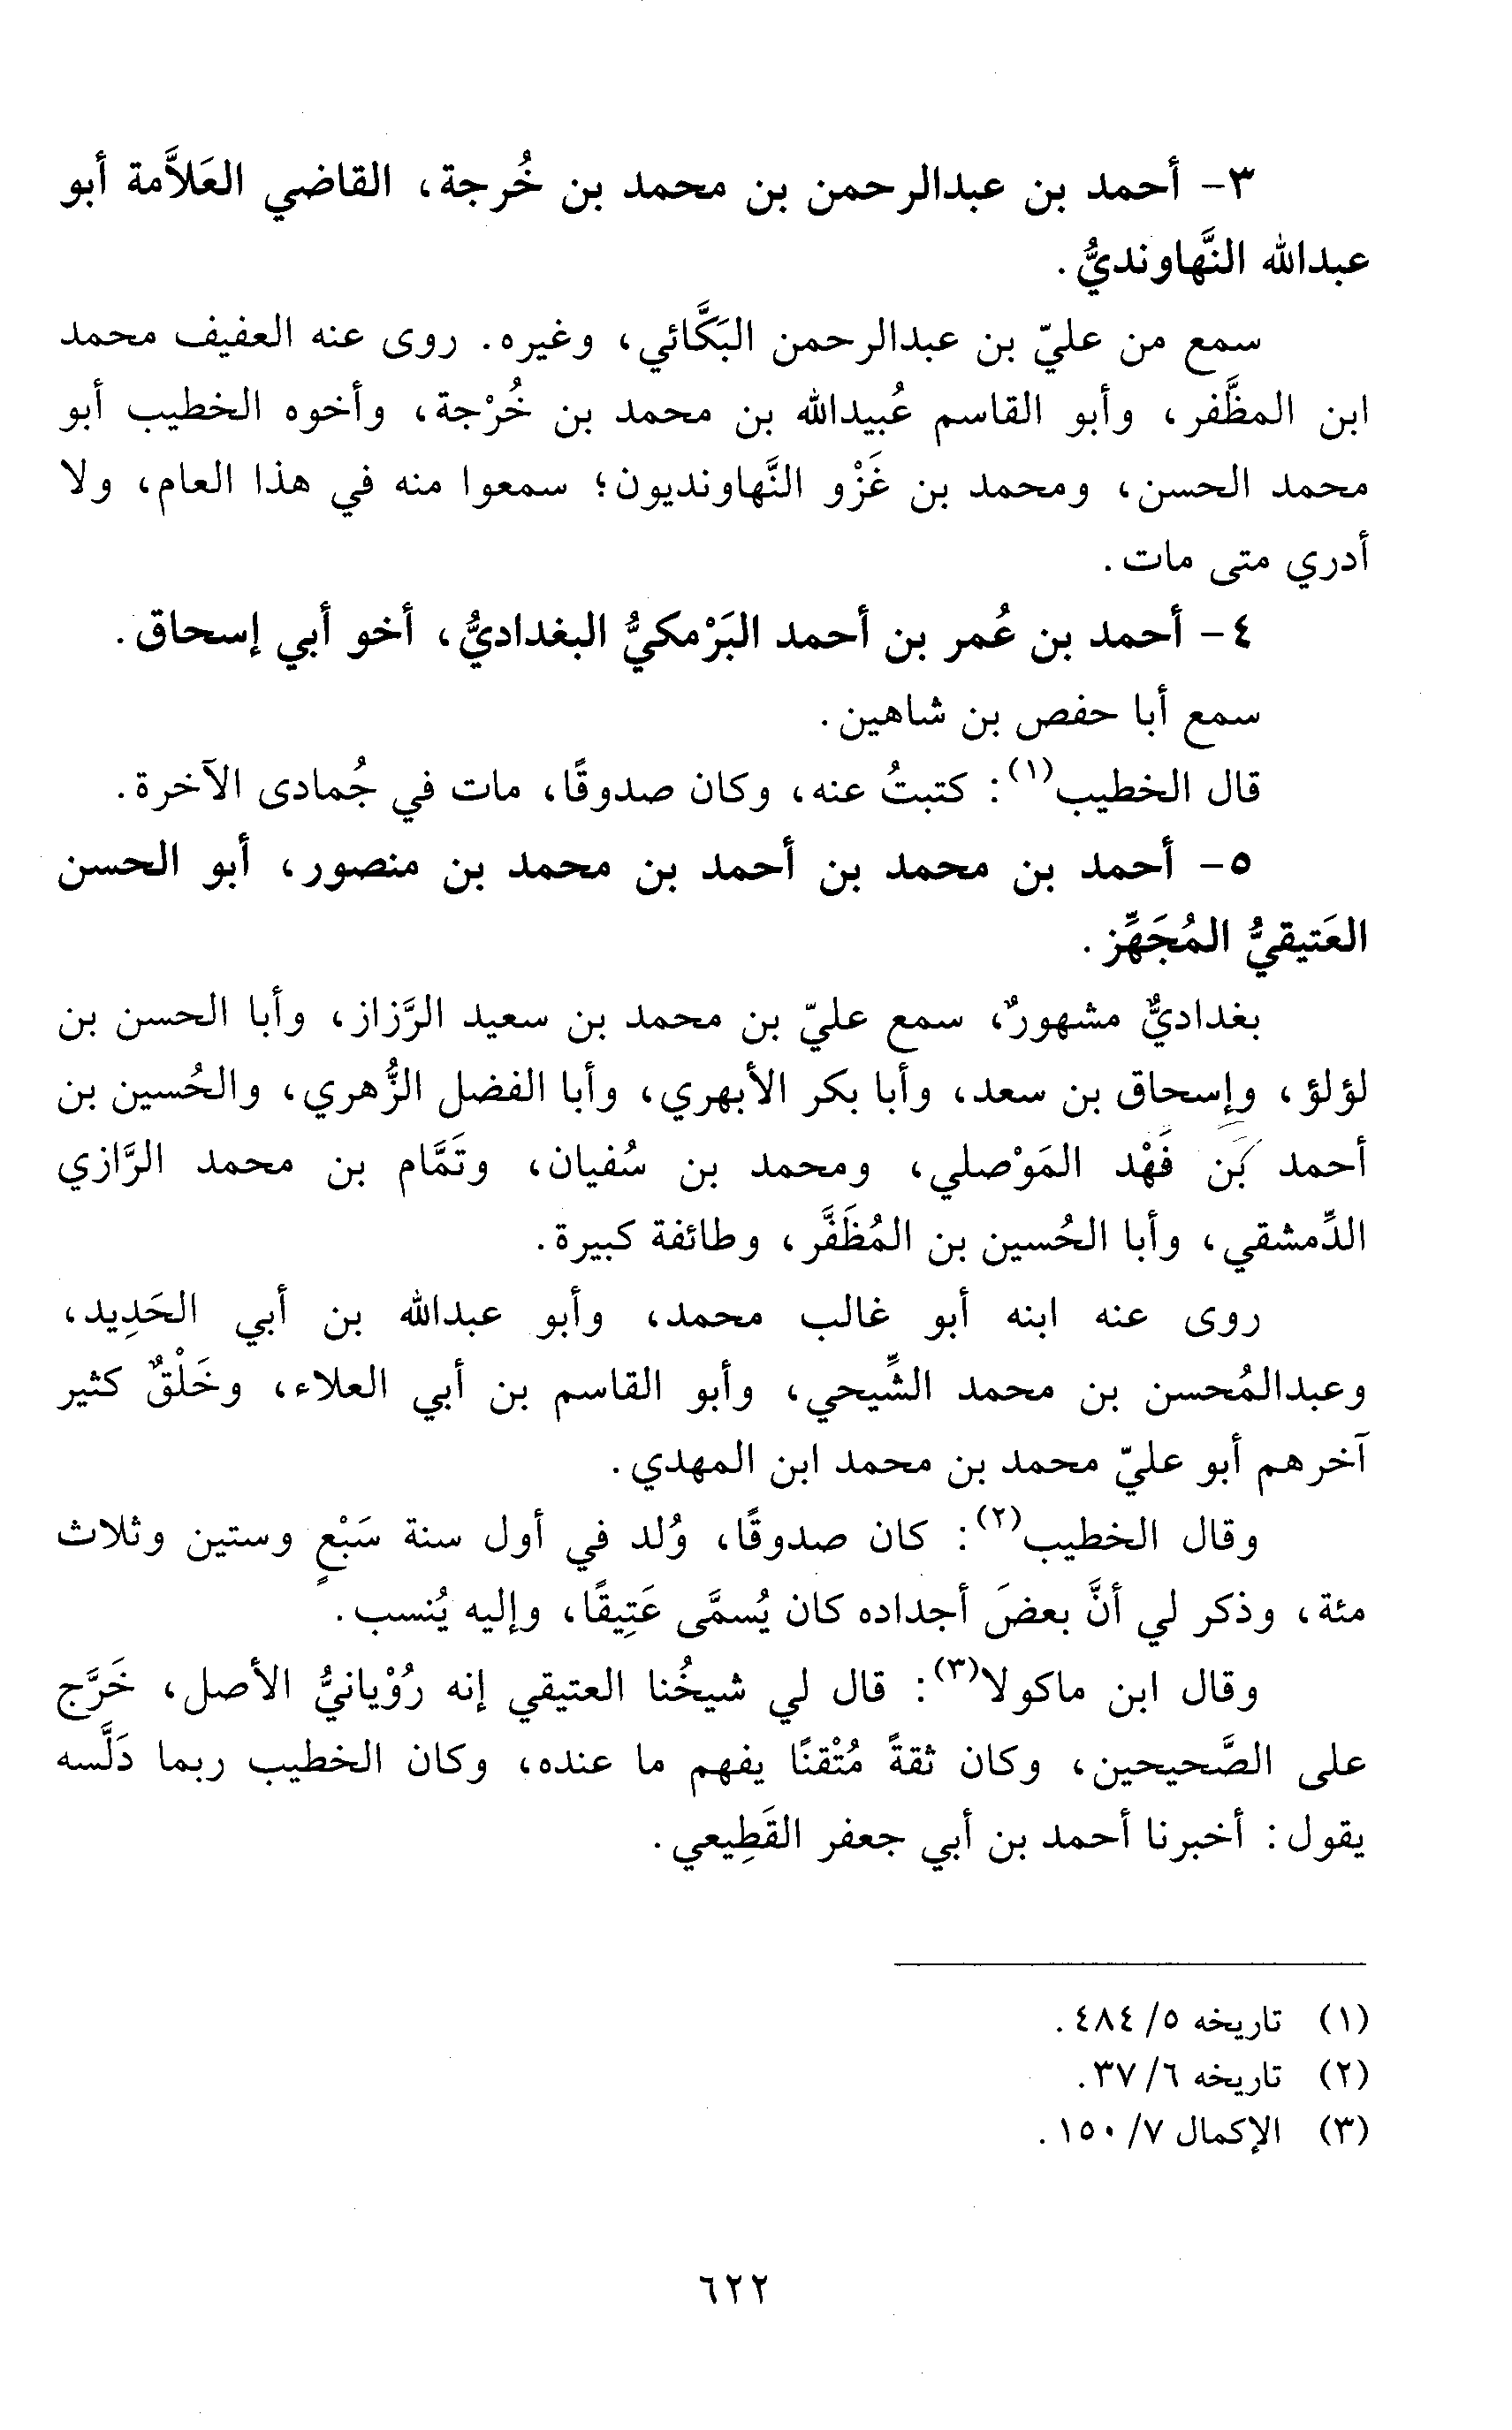 ٣- أحمد بن عبدالرحمن بن محمد بن خُرجة، القاضي العَلاَّمة أبو
عبدالله النَّهاونديُّ.
سمع من عليّ بن عبدالرحمن البَكَّائي، وغيره. روى عنه العفيف محمد
ابن المظَّفر، وأبو القاسم عُبيدالله بن محمد بن خُرْجة، وأخوه الخطيب أبو
محمد الحسن، ومحمد بن غَزْو النَّهاونديون؛ سمعوا منه في هذا العام، ولا
أدري متى مات.
٤- أحمد بن عُمر بن أحمد البَرْمكيُّ البغداديُّ، أخو أبي إسحاق.
سمع أبا حفص بن شاهين.
قال الخطيب(١): كتبتُ عنه، وكان صدوقًا، مات في جُمادى الآخرة.
٥- أحمد بن محمد بن أحمد بن محمد بن منصور، أبو الحسن
العَتيقيُّ المُجَهِّز.
بغداديٌّ مشهورٌ، سمع عليّ بن محمد بن سعيد الرَّزاز، وأبا الحسن بن
لؤلؤ، وإسحاق بن سعد، وأبا بكر الأبهري، وأبا الفضل الزُّهري، والحُسين بن
أحمد بن فَهْد المَوْصلي، ومحمد بن سُفيان، وتَمَّام بن محمد الرَّازي
الدِّمشقي، وأبا الحُسين بن المُظَفَّر، وطائفة كبيرة.
روى عنه ابنه أبو غالب محمد، وأبو عبدالله بن أبي الحَدِيد،
وعبدالمُحسن بن محمد الشِّيحي، وأبو القاسم بن أبي العلاء، وخَلْقٌ كثير
آخرهم أبو عليّ محمد بن محمد ابن المهدي.
وقال الخطيب(٢): كان صدوقًا، وُلد في أول سنة سَبْعٍ وستين وثلاث
مئة، وذكر لي أنَّ بعضَ أجداده كان يُسمَّى عَتِيقًا، وإليه يُنسب.
وقال ابن ماكولا(٣): قال لي شيخُنا العتيقي إنه رُوْيانيُّ الأصل، خَرَّج
على الصَّحيحين، وكان ثقةً مُتْقنًا يفهم ما عنده، وكان الخطيب ربما دَلَّسه
يقول: أخبرنا أحمد بن أبي جعفر القَطِيعي.
(١) تاريخه ٥/ ٤٨٤.
(٢) تاريخه ٦/ ٣٧.
(٣) الإكمال ٧/ ١٥٠.
٦٢٢